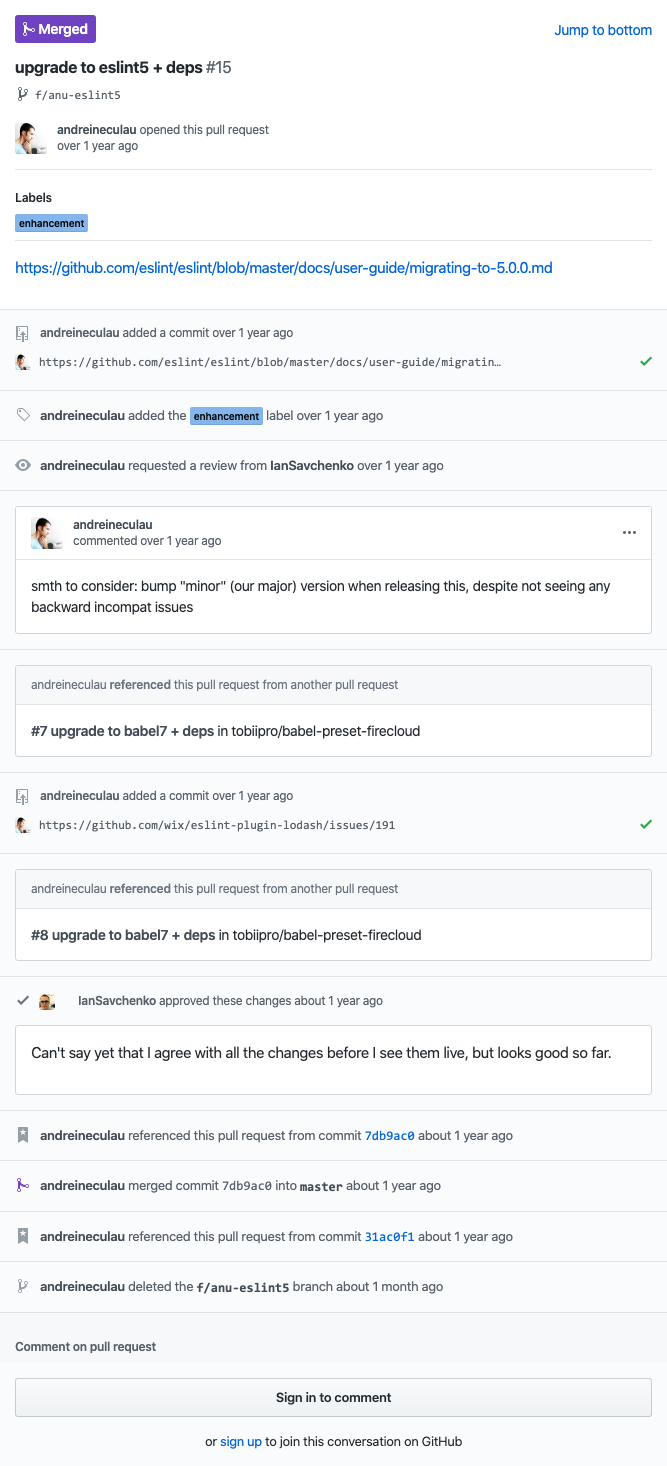 Merged
Jump to bottom
upgrade to eslint5 + deps #15
f/anu-eslint5
andreineculau opened this pull request
over 1 year ago
Labels
enhancement
https://github.com/eslint/eslint/blob/master/docs/user-guide/migrating-to-5.0.0.md
andreineculau added a commit over 1 year ago
https://github.com/eslint/eslint/blob/master/docs/user-guide/migratin…
andreineculau added the enhancement label over 1 year ago
andreineculau requested a review from IanSavchenko over 1 year ago
andreineculau
commented over 1 year ago
smth to consider: bump "minor" (our major) version when releasing this, despite not seeing any
backward incompat issues
andreineculau referenced this pull request from another pull request
#7 upgrade to babel7 + deps in tobiipro/babel-preset-firecloud
andreineculau added a commit over 1 year ago
https://github.com/wix/eslint-plugin-lodash/issues/191
andreineculau referenced this pull request from another pull request
#8 upgrade to babel7 + deps in tobiipro/babel-preset-firecloud
IanSavchenko approved these changes about 1 year ago
Can't say yet that I agree with all the changes before I see them live, but looks good so far.
andreineculau referenced this pull request from commit 7db9ac0 about 1 year ago
andreineculau merged commit 7db9ac0 into master about 1 year ago
andreineculau referenced this pull request from commit 31ac0f1 about 1 year ago
andreineculau deleted the f/anu-eslint5 branch about 1 month ago
Comment on pull request
Sign in to comment
or sign up to join this conversation on GitHub